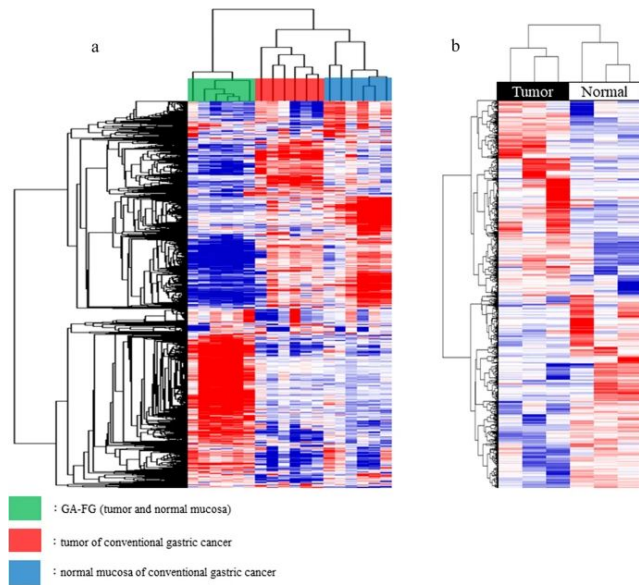 a
b
Tumor
Normal
: GA-FG (tumor and normal mucosa)
: tumor of conventional gastric cancer
: normal mucosa of conventional gastric cancer